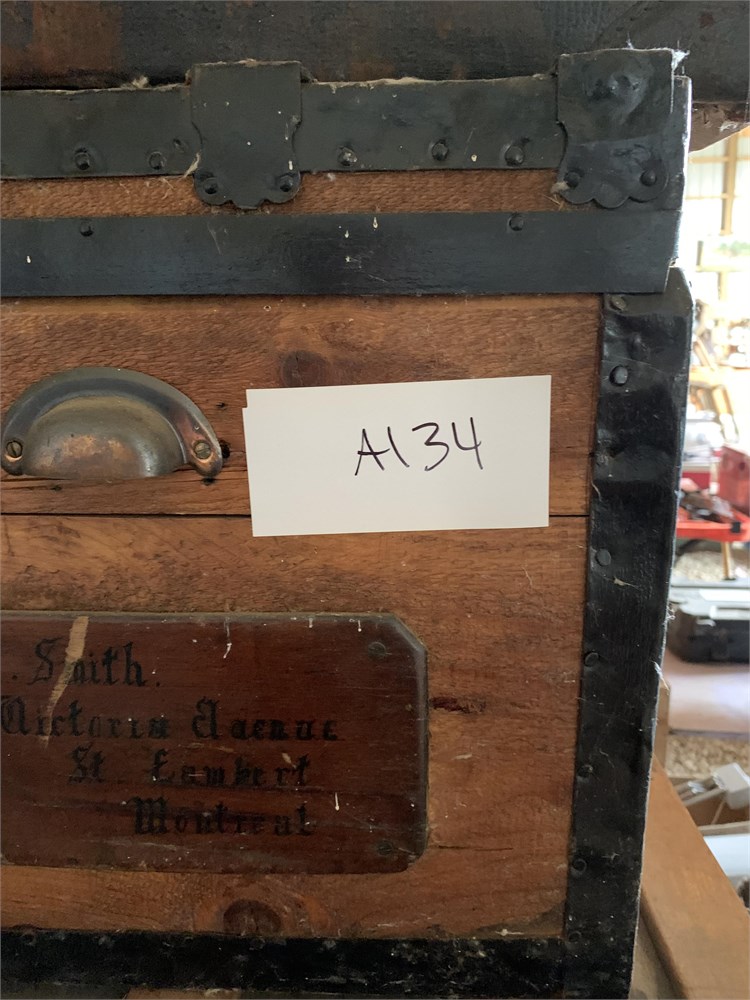 A134
. Smith.
Victoria Avenue
St. Lambert
Montreal